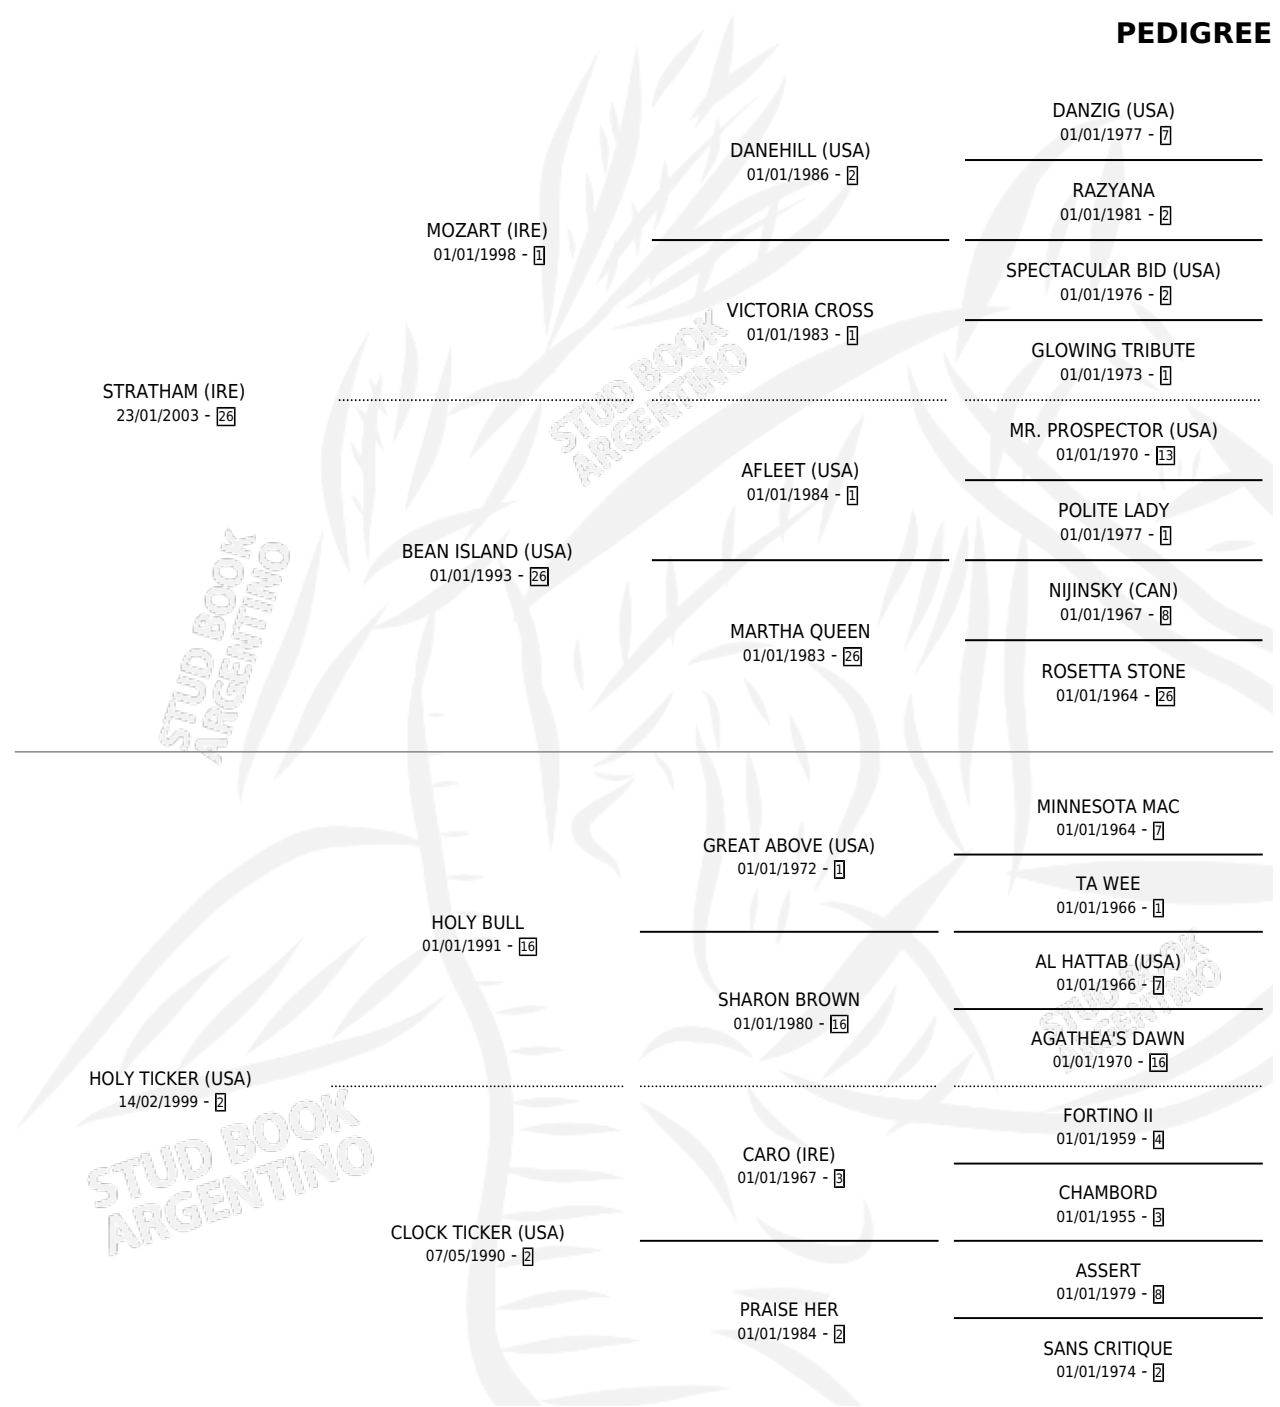 PEDIGREE
DANZIG (USA)
01/01/1977 - 7
DANEHILL (USA)
01/01/1986 - 2
RAZYANA
01/01/1981 - 2
MOZART (IRE)
01/01/1998 - 1
SPECTACULAR BID (USA)
01/01/1976 - 2
VICTORIA CROSS
01/01/1983 - 1
GLOWING TRIBUTE
01/01/1973 - 1
STRATHAM (IRE)
23/01/2003 - 26
MR. PROSPECTOR (USA)
01/01/1970 - 13
AFLEET (USA)
01/01/1984 - 1
POLITE LADY
01/01/1977 - 1
BEAN ISLAND (USA)
01/01/1993 - 26
NIJINSKY (CAN)
01/01/1967 - 8
MARTHA QUEEN
01/01/1983 - 26
ROSETTA STONE
01/01/1964 - 26
MINNESOTA MAC
01/01/1964 - 7
GREAT ABOVE (USA)
01/01/1972 - 1
TA WEE
01/01/1966 - 1
HOLY BULL
01/01/1991 - 16
AL HATTAB (USA)
01/01/1966 - 7
SHARON BROWN
01/01/1980 - 16
AGATHEA'S DAWN
01/01/1970 - 16
HOLY TICKER (USA)
14/02/1999 - 2
FORTINO II
01/01/1959 - 4
CARO (IRE)
01/01/1967 - 3
CHAMBORD
01/01/1955 - 3
CLOCK TICKER (USA)
07/05/1990 - 2
ASSERT
01/01/1979 - 8
PRAISE HER
01/01/1984 - 2
SANS CRITIQUE
01/01/1974 - 2
STUD BOOK
ARGENTINO
STUD BOOK
ARGENTINO
STUD BOOK
ARGENTINO
STUD BOOK
ARGENTINO